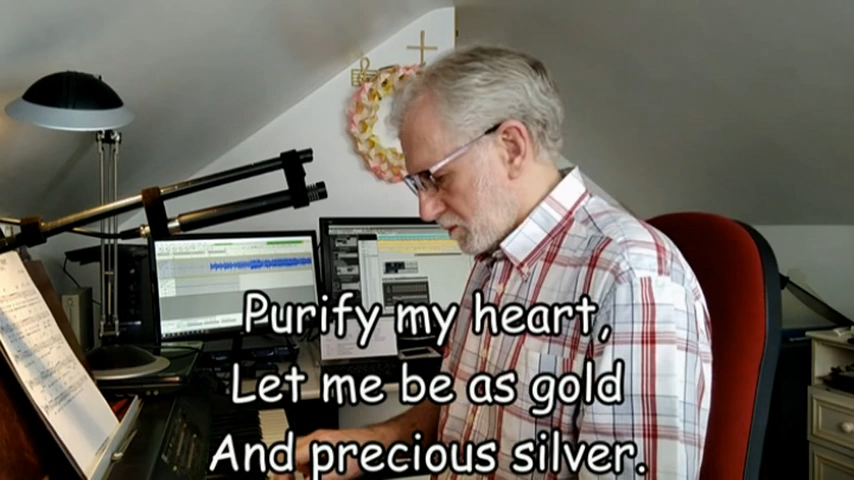 Purify my heart,
Let me be as gold
And precious silver.